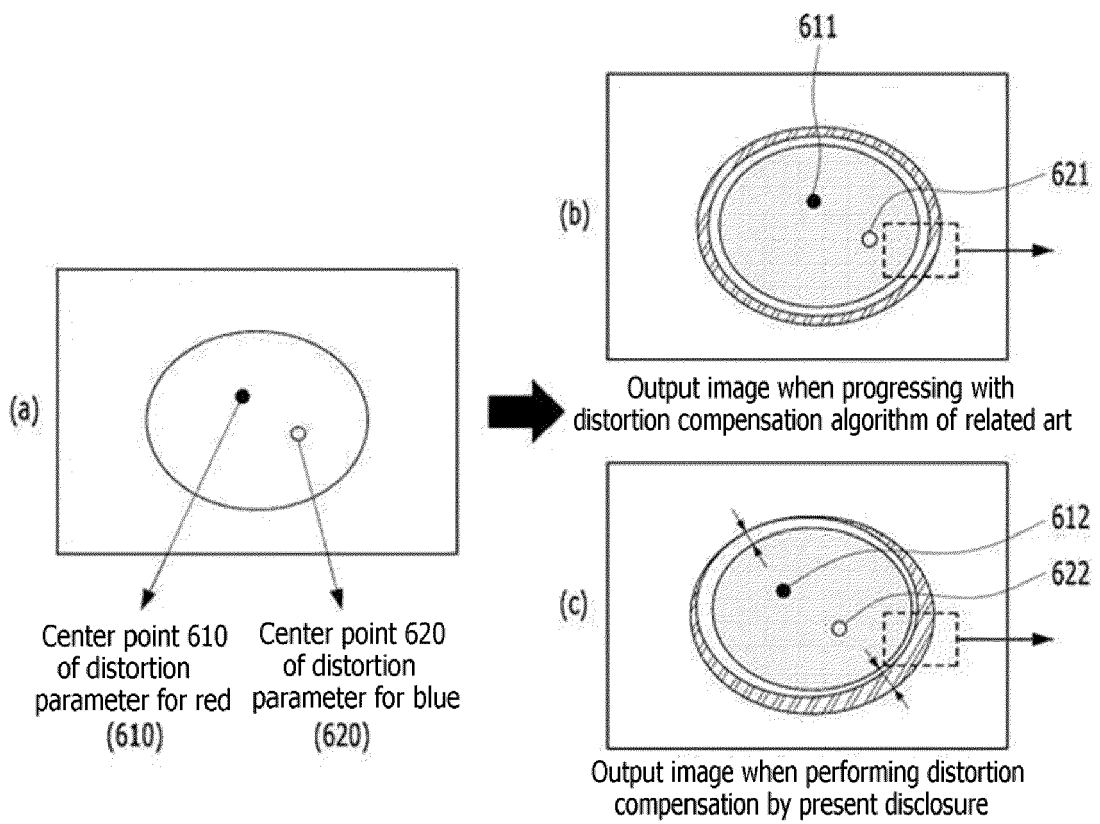 (a)
Center point 610
of distortion
parameter for red
(610)
Center point 620
of distortion
parameter for blue
(620)
611
621
(b)
Output image when progressing with
distortion compensation algorithm of related art
612
622
(c)
Output image when performing distortion
compensation by present disclosure